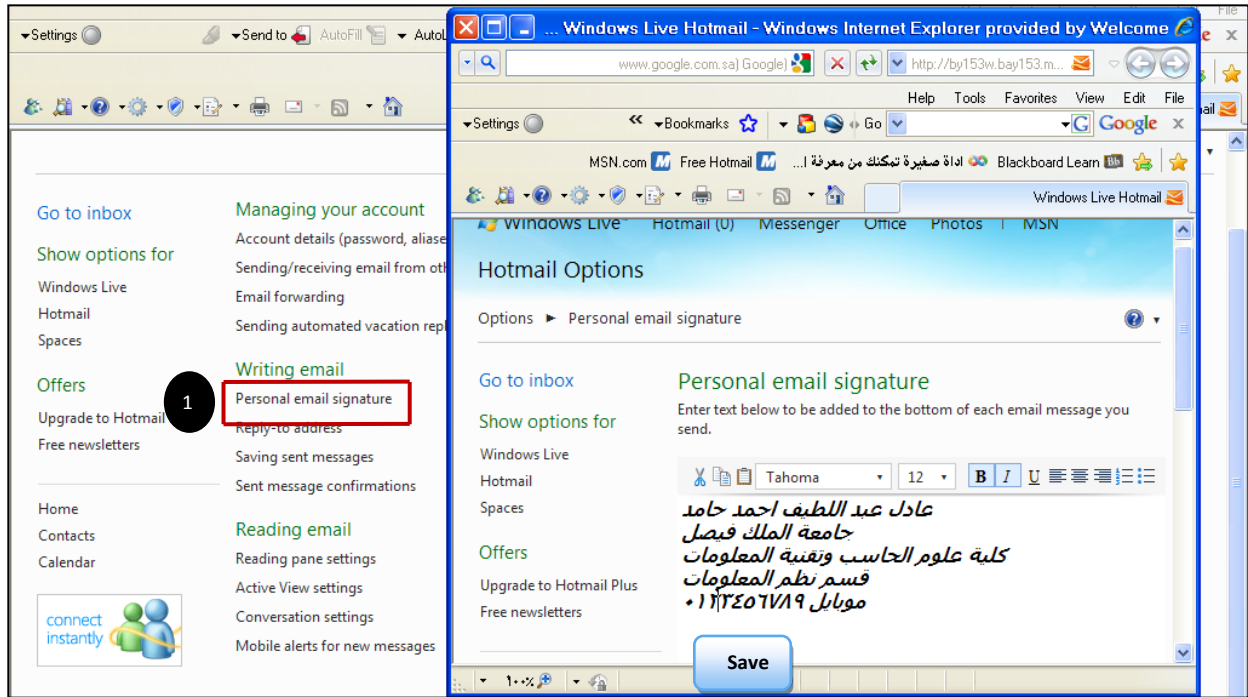 Settings
Send to
AutoFill
AutoL
File
ail
Go to inbox
Show options for
Windows Live
Hotmail
Spaces
Offers
Upgrade to Hotmail
Free newsletters
Home
Contacts
Calendar
connect
instantly
Managing your account
Account details (password, aliase
Sending/receiving email from oth
Email forwarding
Sending automated vacation repl
Writing email
1
Personal email signature
Reply-to address
Saving sent messages
Sent message confirmations
Reading email
Reading pane settings
Active View settings
Conversation settings
Mobile alerts for new messages
... Windows Live Hotmail - Windows Internet Explorer provided by Welcome
www.google.com.sa) Google) http://by153w.bay153.m...
Help Tools Favorites View Edit File
Settings Bookmarks Go Google
MSN.com Free Hotmail اداة صغيرة تمكنك من معرفة ا... Blackboard Learn
Windows Live Hotmail
Windows Live Hotmail (0) Messenger Office Photos | MSN
Hotmail Options
Options ► Personal email signature
Go to inbox
Show options for
Windows Live
Hotmail
Spaces
Offers
Upgrade to Hotmail Plus
Free newsletters
Personal email signature
Enter text below to be added to the bottom of each email message you
send.
Tahoma 12 B I U
عادل عبد اللطيف احمد حامد
جامعة الملك فيصل
كلية علوم الحاسب وتقنية المعلومات
قسم نظم المعلومات
موبايل ٠١٢٣٤٥٦٧٨٩
Save
١٠٠%